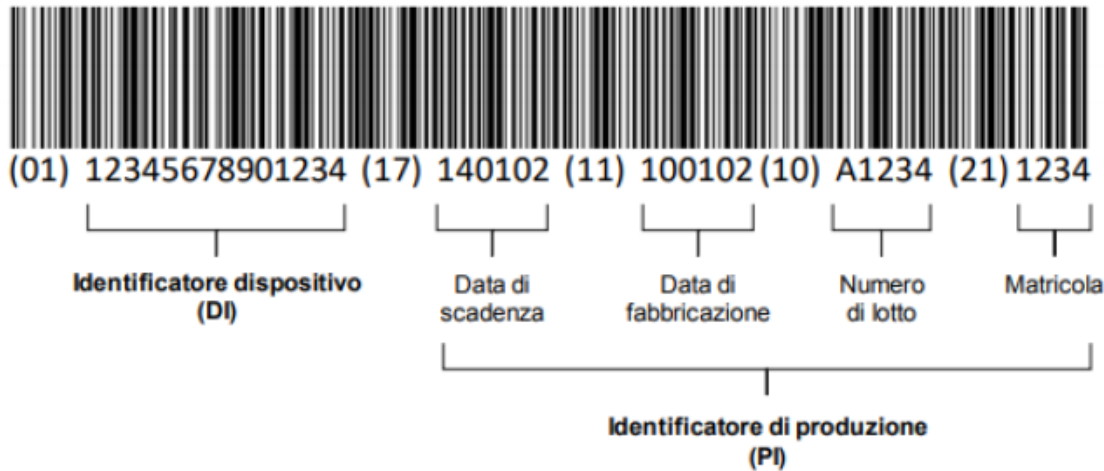 (01) 12345678901234 (17) 140102 (11) 100102 (10) A1234 (21) 1234
Identificatore dispositivo
(DI)
Data di
scadenza
Data di
fabbricazione
Numero
di lotto
Matricola
Identificatore di produzione
(PI)